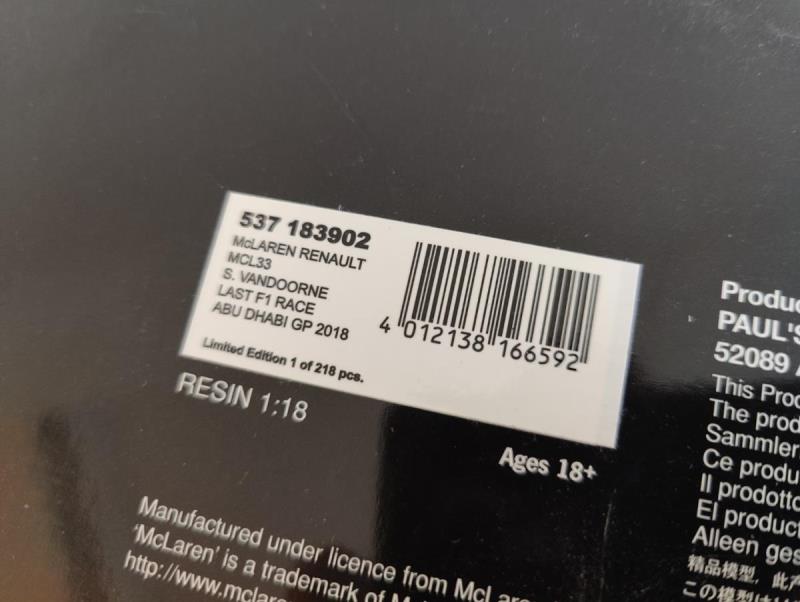 537 183902
McLAREN RENAULT
MCL33
S. VANDOORNE
LAST F1 RACE
ABU DHABI GP 2018
Limited Edition 1 of 218 pcs.
4 012138 166592
RESIN 1:18
Ages 18+
Manufactured under licence from
'McLaren' is a trademark of
http://www.mclare
Produc
PAUL'S
52089
This Prod
The prod
Sammler
Ce produ
Il prodotto
El product
Alleen ges
精品模型，此产
この模型は